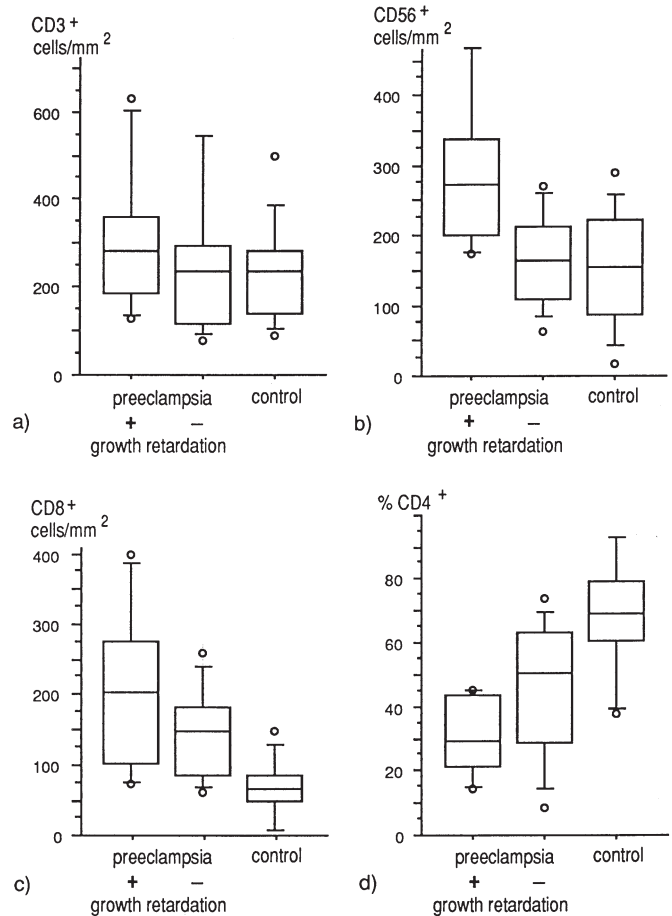 CD3+
cells/mm2
600
400
200
0
preeclampsia control
+ –
growth retardation
a)
CD56+
cells/mm2
400
300
200
100
0
preeclampsia control
+ –
growth retardation
b)
CD8+
cells/mm2
400
300
200
100
0
preeclampsia control
+ –
growth retardation
c)
% CD4 +
80
60
40
20
0
preeclampsia control
+ –
growth retardation
d)